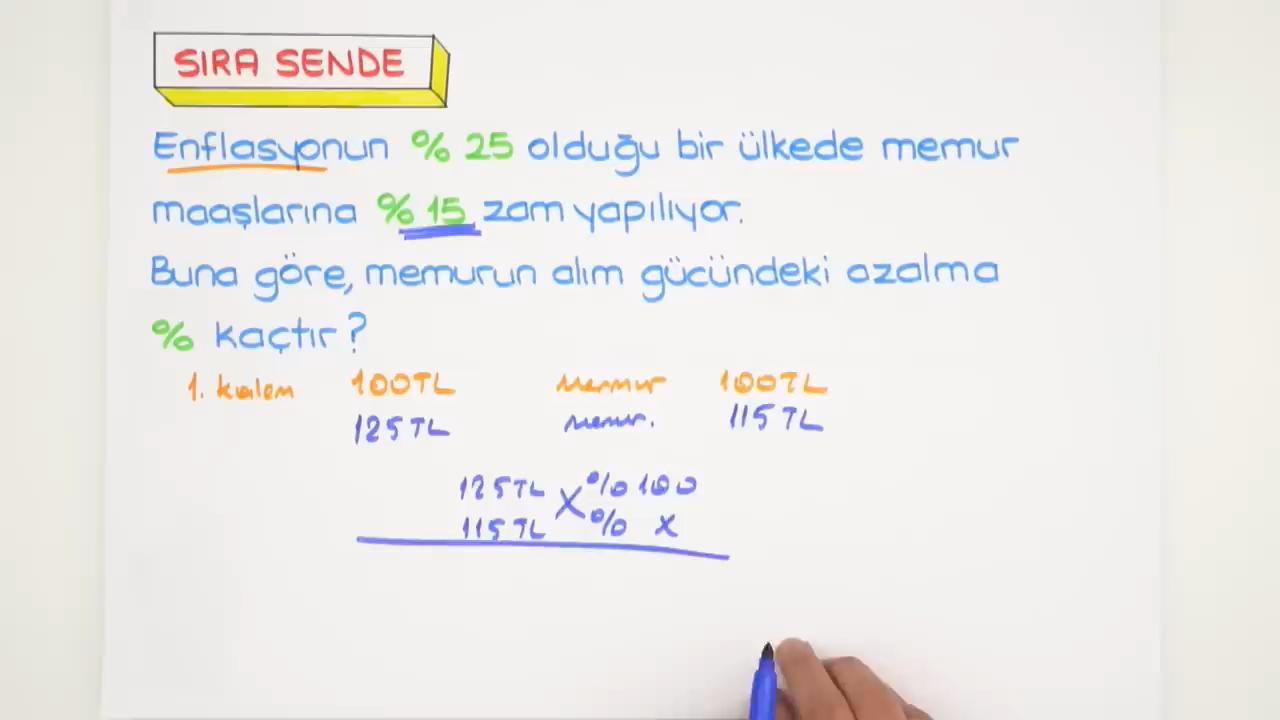 SIRA SENDE
Enflasyonun % 25 olduğu bir ülkede memur
maaşlarına % 15 zam yapılıyor.
Buna göre, memurun alım gücündeki azalma
% kaçtır?
1. kalem 100TL memur 100TL
125TL memur. 115TL
125TL % 100
115TL % x